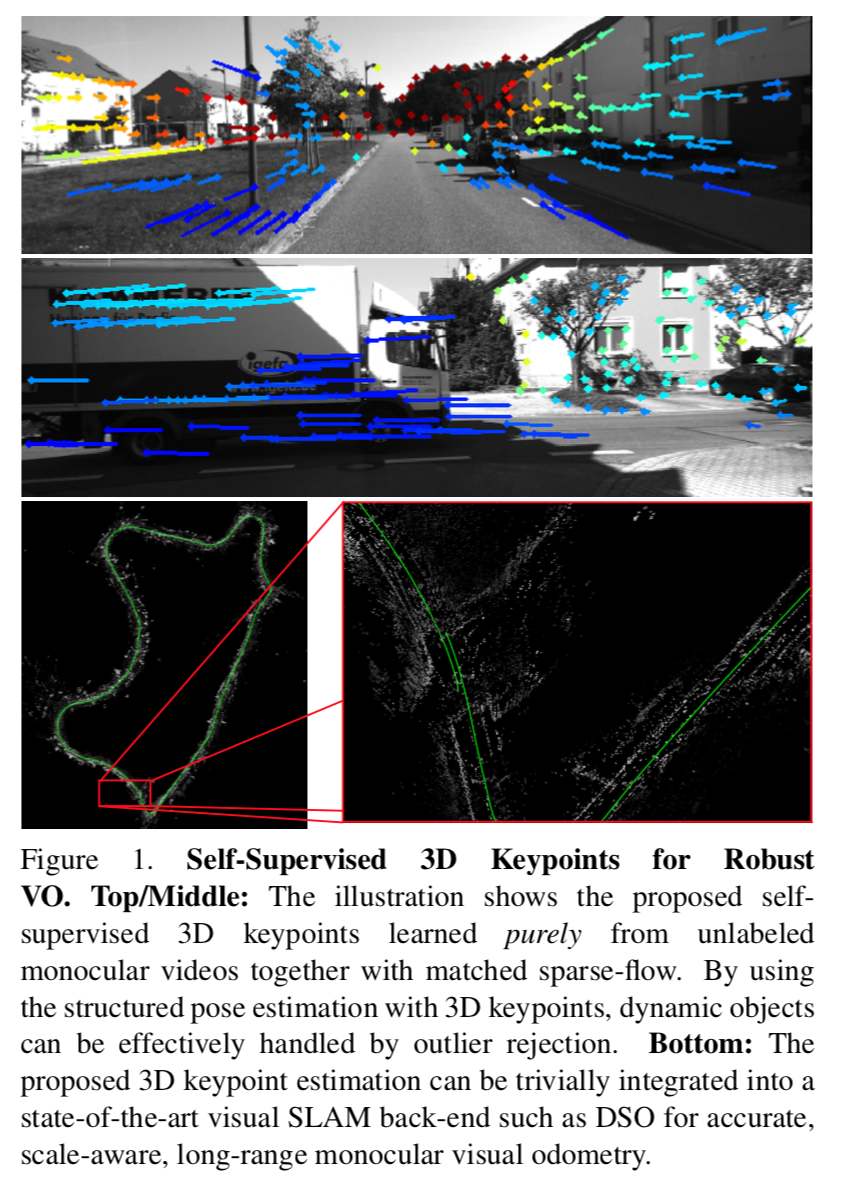 igefa
Figure 1. Self-Supervised 3D Keypoints for Robust
VO. Top/Middle: The illustration shows the proposed self-
supervised 3D keypoints learned purely from unlabeled
monocular videos together with matched sparse-flow. By using
the structured pose estimation with 3D keypoints, dynamic objects
can be effectively handled by outlier rejection. Bottom: The
proposed 3D keypoint estimation can be trivially integrated into a
state-of-the-art visual SLAM back-end such as DSO for accurate,
scale-aware, long-range monocular visual odometry.